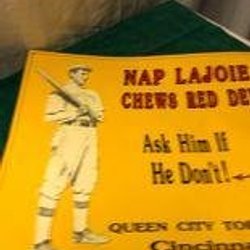 NAP LAJOIE
CHEWS RED DE
Ask Him If
He Don't!
QUEEN CITY TO
Cincinn